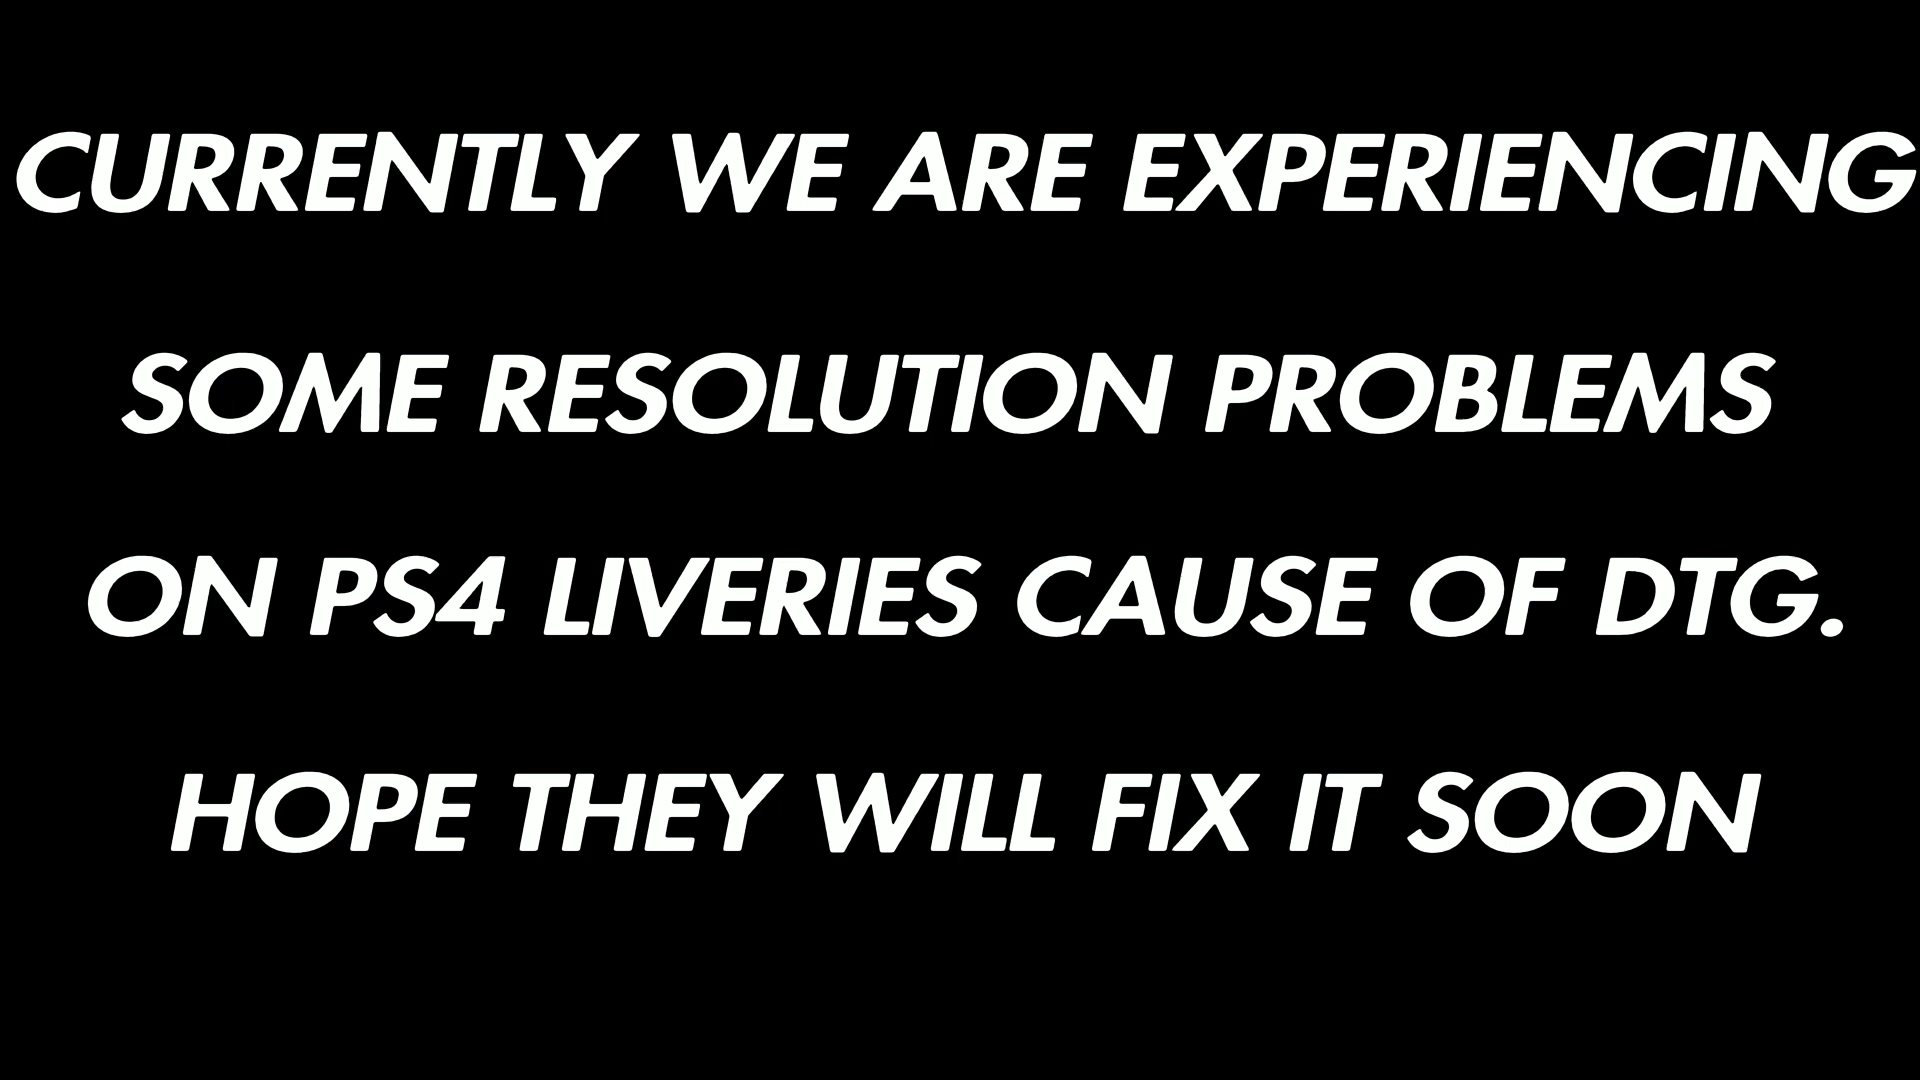 CURRENTLY WE ARE EXPERIENCING
SOME RESOLUTION PROBLEMS
ON PS4 LIVERIES CAUSE OF DTG.
HOPE THEY WILL FIX IT SOON